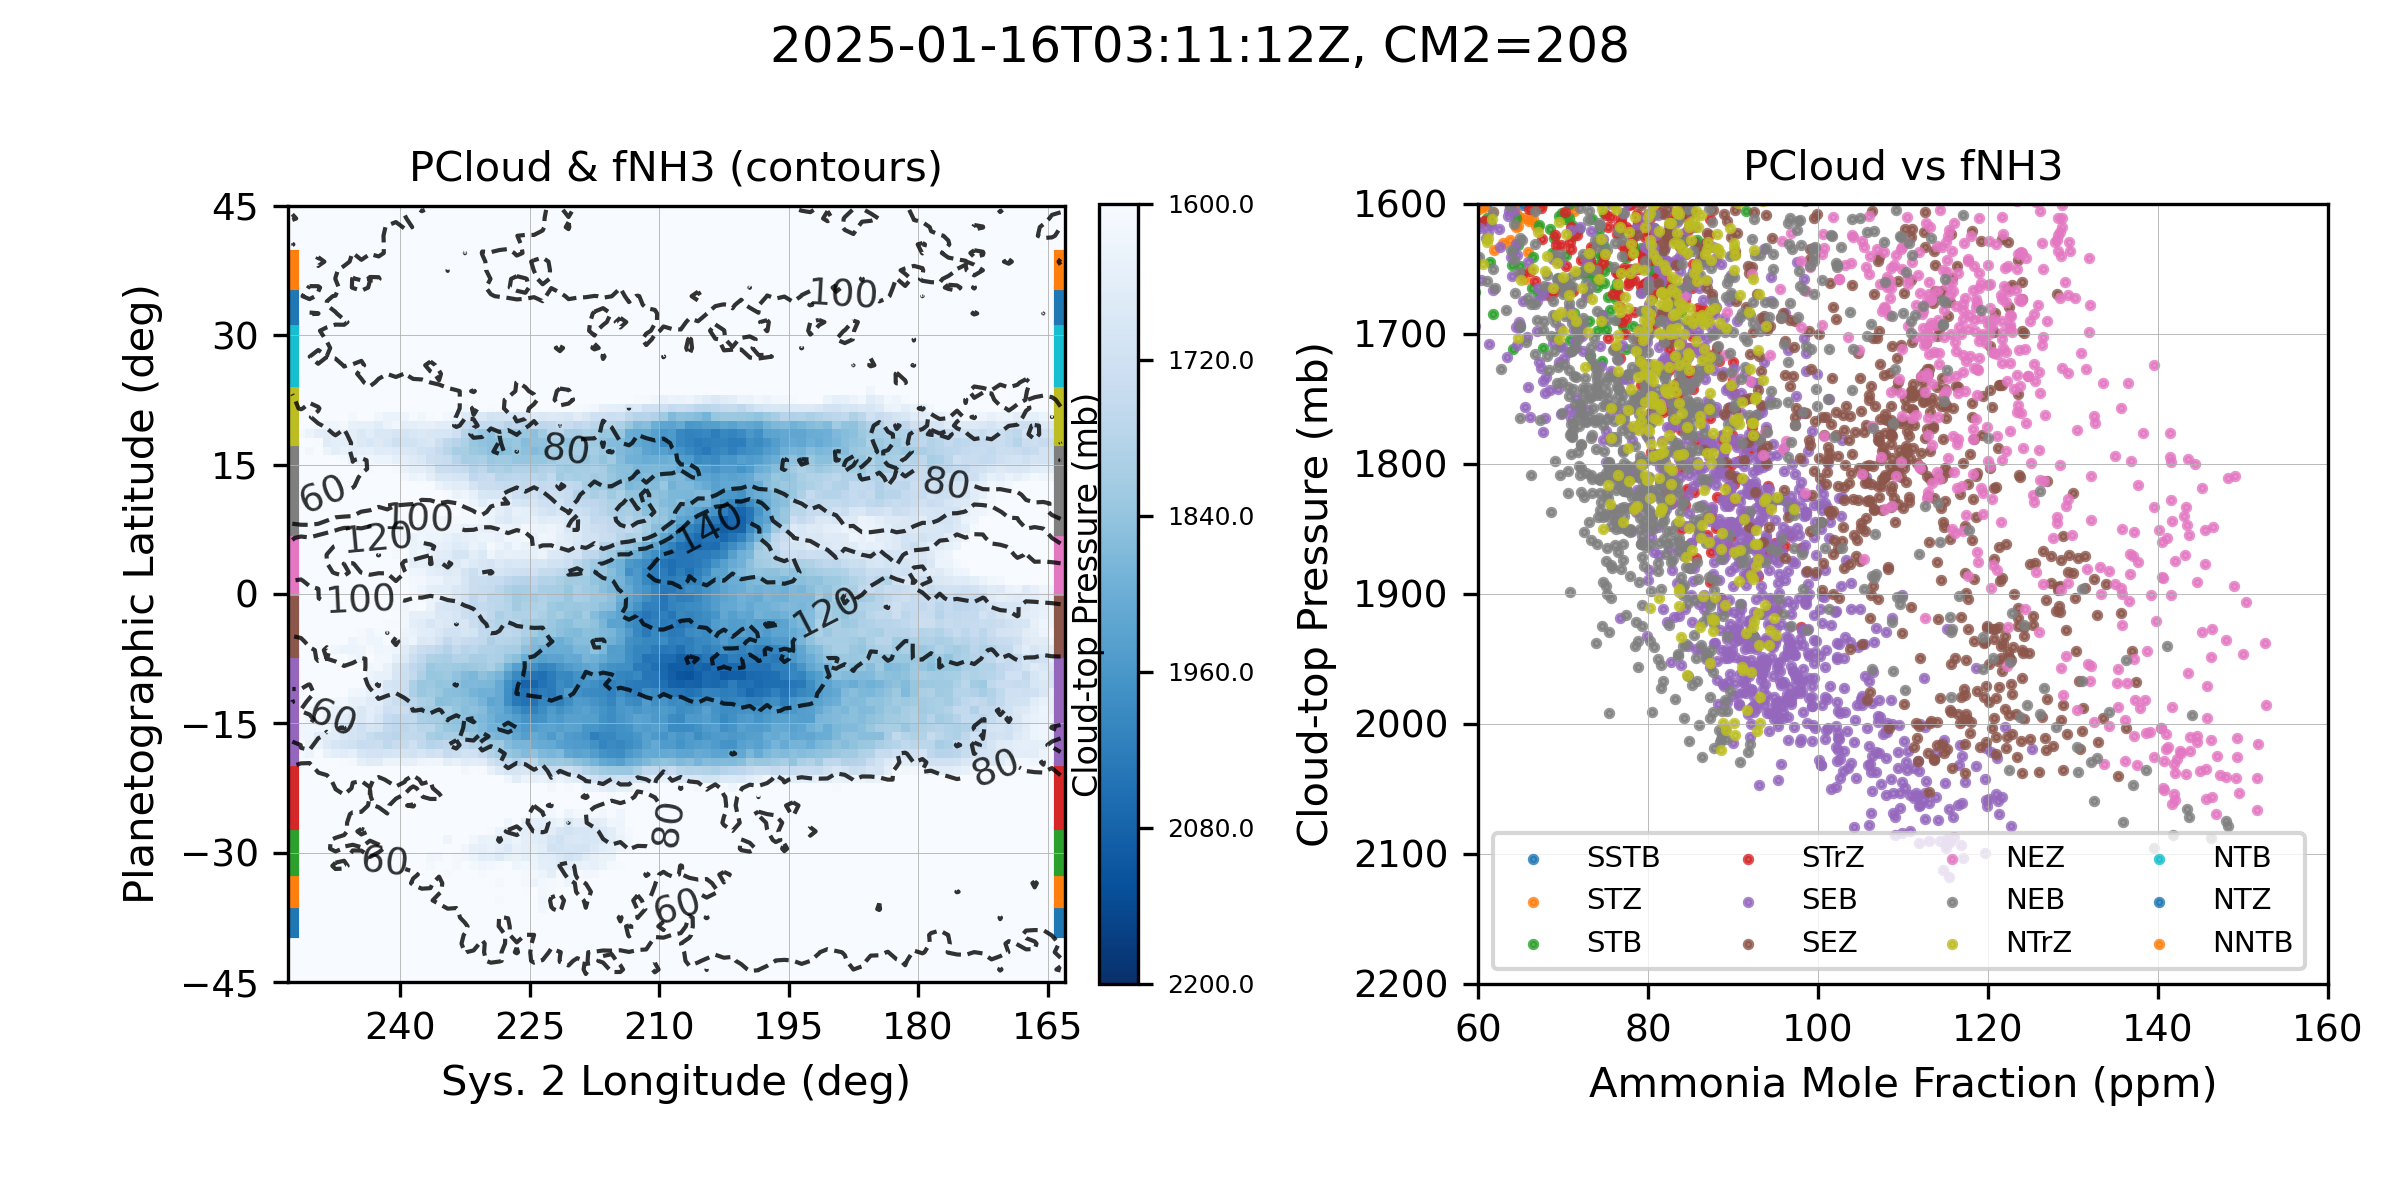 2025-01-16T03:11:12Z, CM2=208
PCloud & fNH3 (contours)
Planetographic Latitude (deg)
45
30
15
0
−15
−30
−45
240
225
210
195
180
165
Sys. 2 Longitude (deg)
100
80
60
80
100
120
140
100
120
60
80
80
60
60
Cloud-top Pressure (mb)
1600.0
1720.0
1840.0
1960.0
2080.0
2200.0
PCloud vs fNH3
Cloud-top Pressure (mb)
1600
1700
1800
1900
2000
2100
2200
60
80
100
120
140
160
Ammonia Mole Fraction (ppm)
SSTB
STZ
STB
STrZ
SEB
SEZ
NEZ
NEB
NTrZ
NTB
NTZ
NNTB